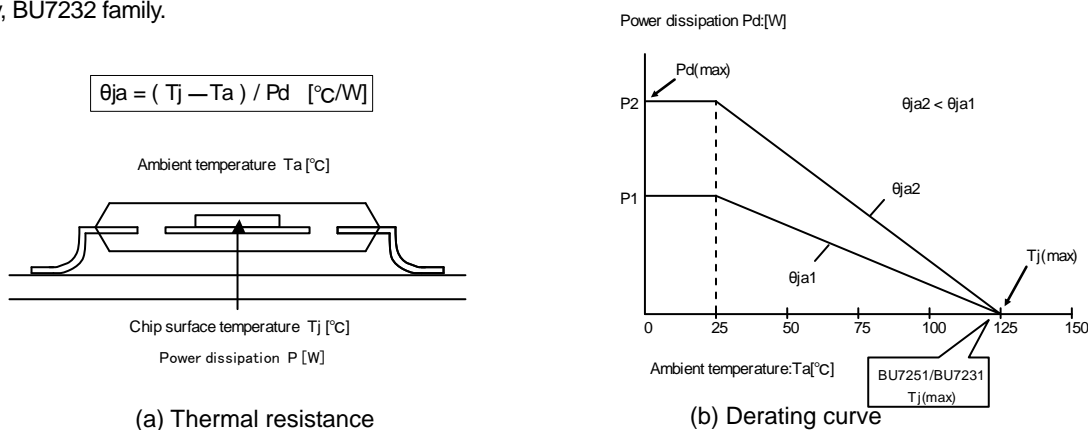 , BU7232 family.
θja = ( Tj — Ta ) / Pd [°C/W]
Ambient temperature Ta [°C]
Chip surface temperature Tj [°C]
Power dissipation P [W]
(a) Thermal resistance
Power dissipation Pd:[W]
Pd(max)
P2
θja2 < θja1
θja2
P1
θja1
Tj(max)
0 25 50 75 100 125 150
Ambient temperature:Ta[°C]
BU7251/BU7231
Tj(max)
(b) Derating curve